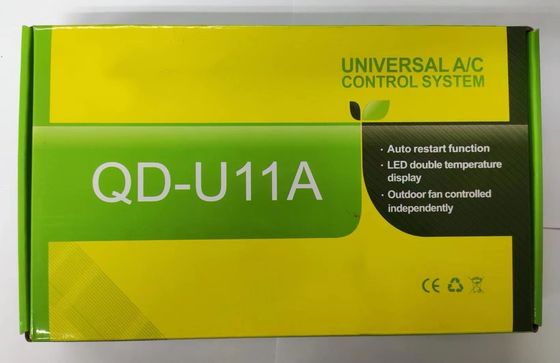 UNIVERSAL A/C
CONTROL SYSTEM
QD-U11A
· Auto restart function
· LED double temperature
display
· Outdoor fan controlled
independently
CE